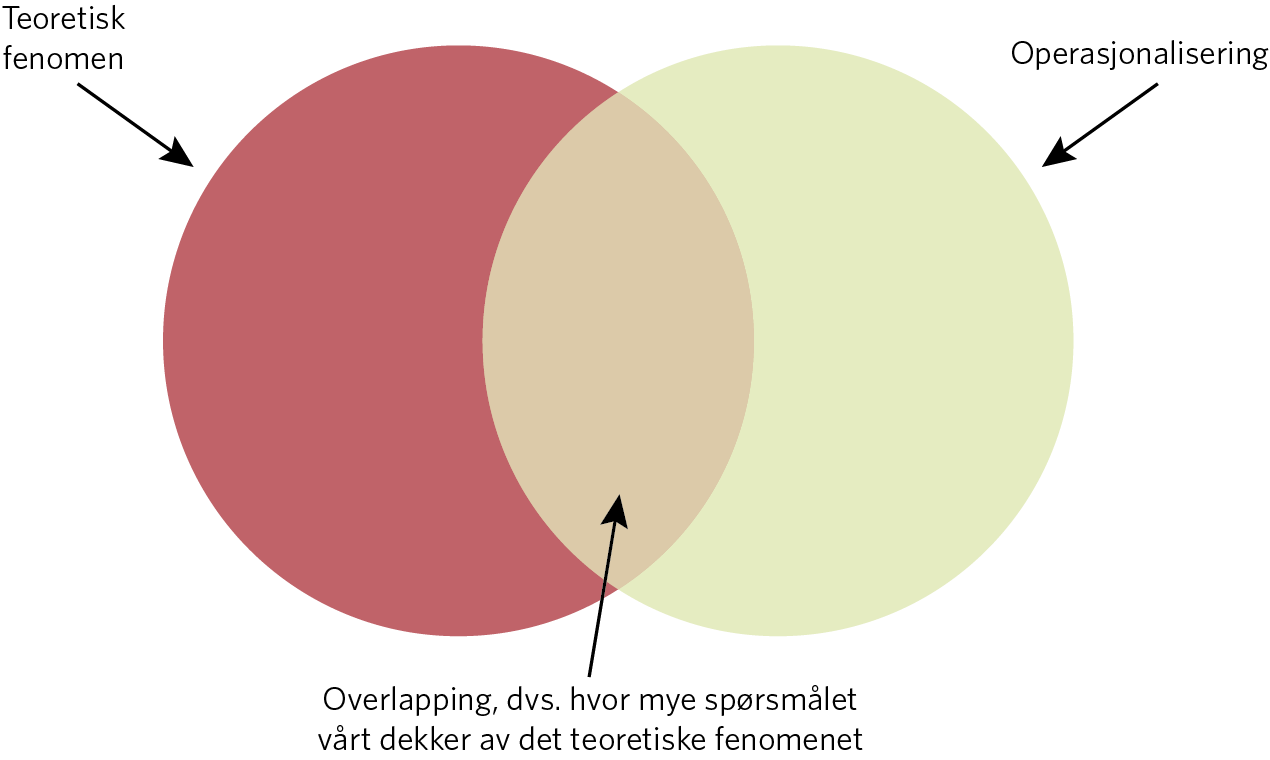 Teoretisk
fenomen
Operasjonalisering
Overlapping, dvs. hvor mye spørsmålet
vårt dekker av det teoretiske fenomenet